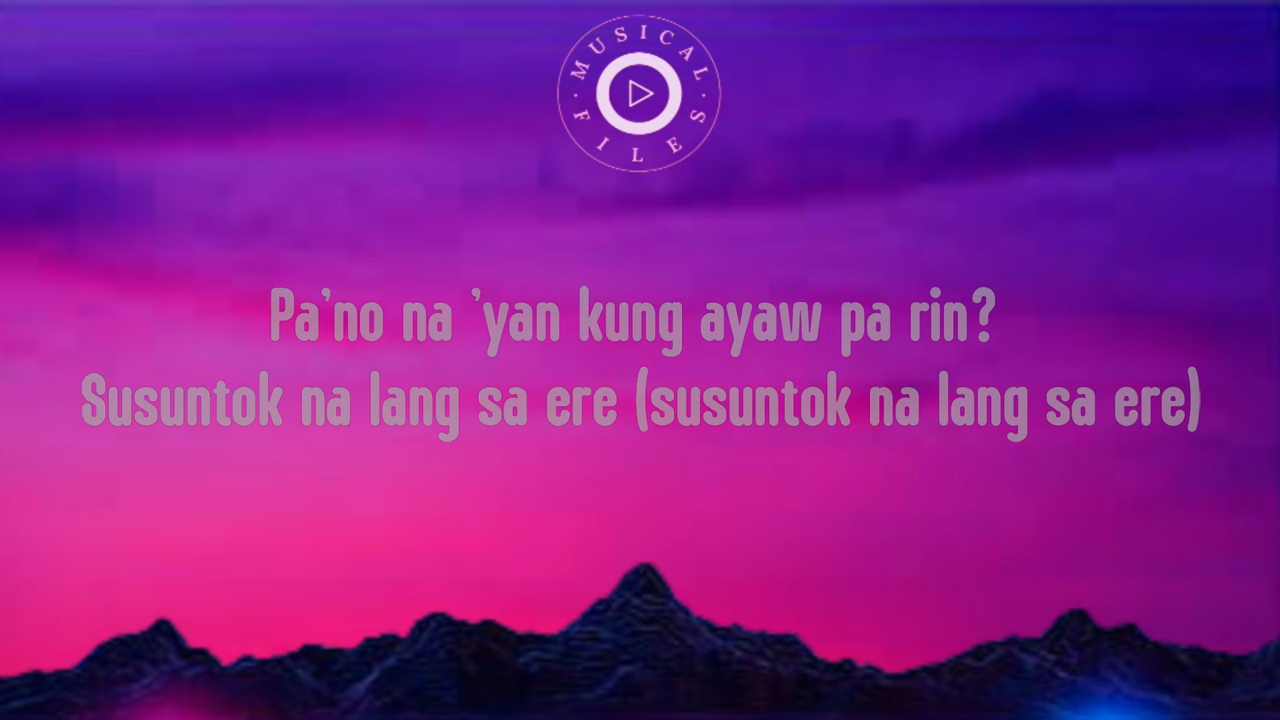 MUSICAL
FILES
Pa'no na 'yan kung ayaw pa rin?
Susuntok na lang sa ere (susuntok na lang sa ere)